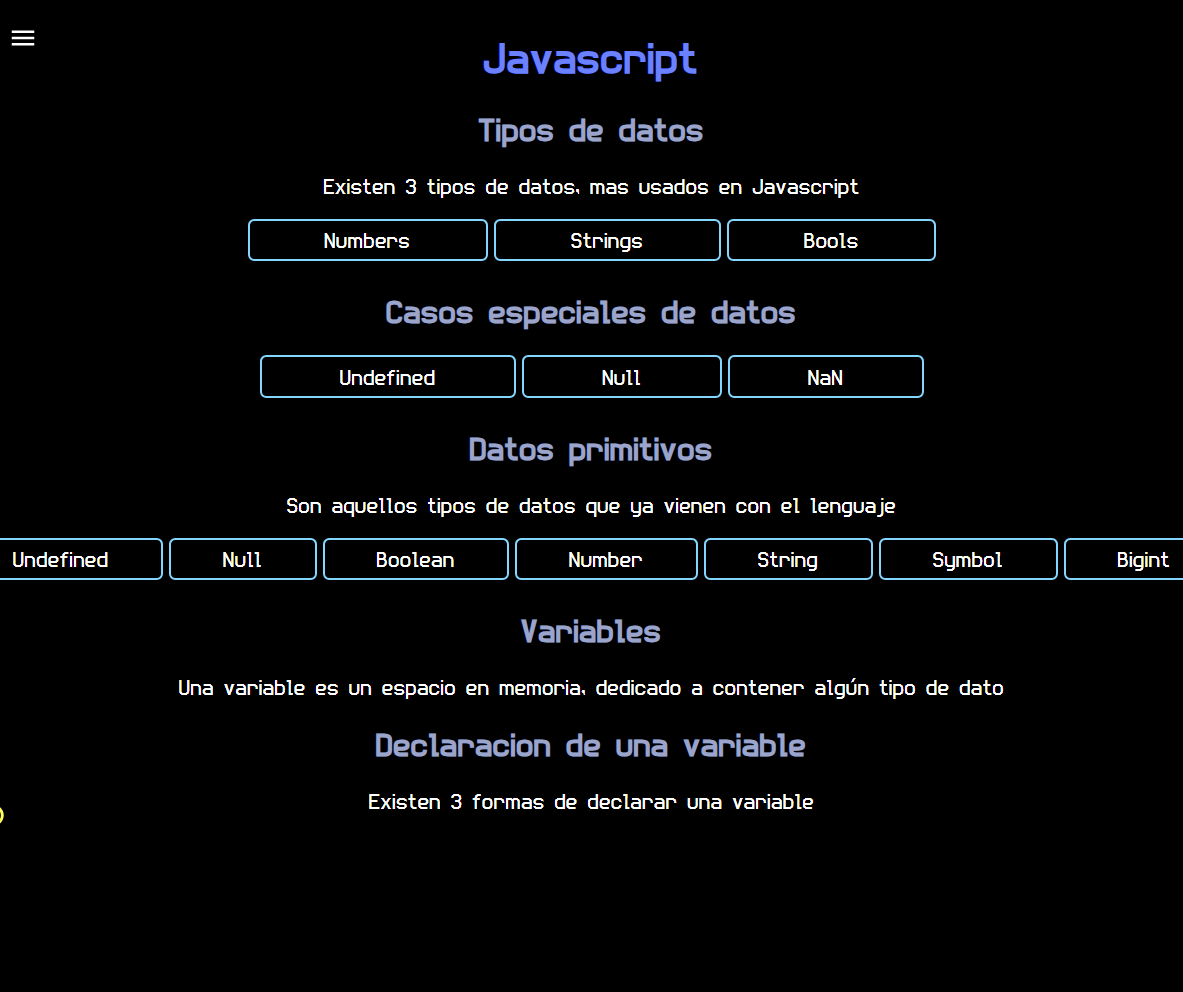 Javascript
Tipos de datos
Existen 3 tipos de datos, mas usados en Javascript
Numbers Strings Bools
Casos especiales de datos
Undefined Null NaN
Datos primitivos
Son aquellos tipos de datos que ya vienen con el lenguaje
Undefined Null Boolean Number String Symbol Bigint
Variables
Una variable es un espacio en memoria, dedicado a contener algún tipo de dato
Declaracion de una variable
Existen 3 formas de declarar una variable